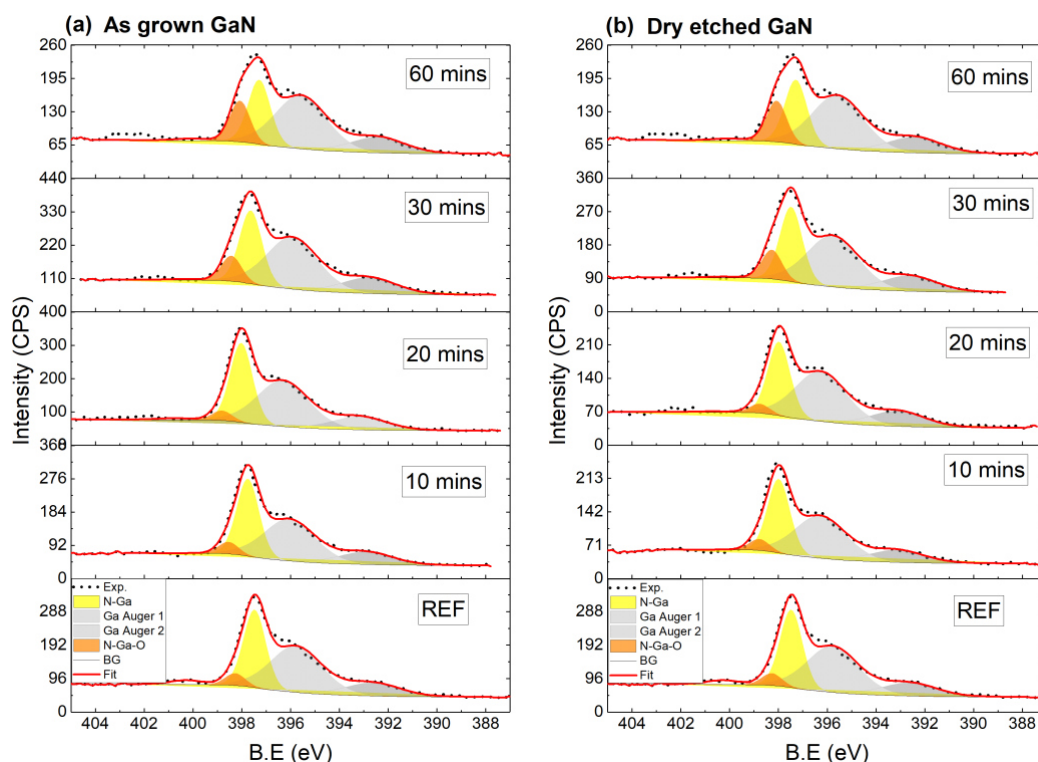 (a) As grown GaN
(b) Dry etched GaN
Intensity (CPS)
260
195
130
65
60 mins
440
330
220
110
30 mins
400
300
200
100
20 mins
0
360
276
184
92
0
10 mins
288
192
96
0
REF
Exp.
N-Ga
Ga Auger 1
Ga Auger 2
N-Ga-O
BG
Fit
404 402 400 398 396 394 392 390 388
B.E (eV)
Intensity (CPS)
260
195
130
65
60 mins
360
270
180
90
0
30 mins
210
140
70
0
20 mins
213
142
71
0
10 mins
288
192
96
0
REF
Exp.
N-Ga
Ga Auger 1
Ga Auger 2
N-Ga-O
BG
Fit
404 402 400 398 396 394 392 390
B.E (eV)